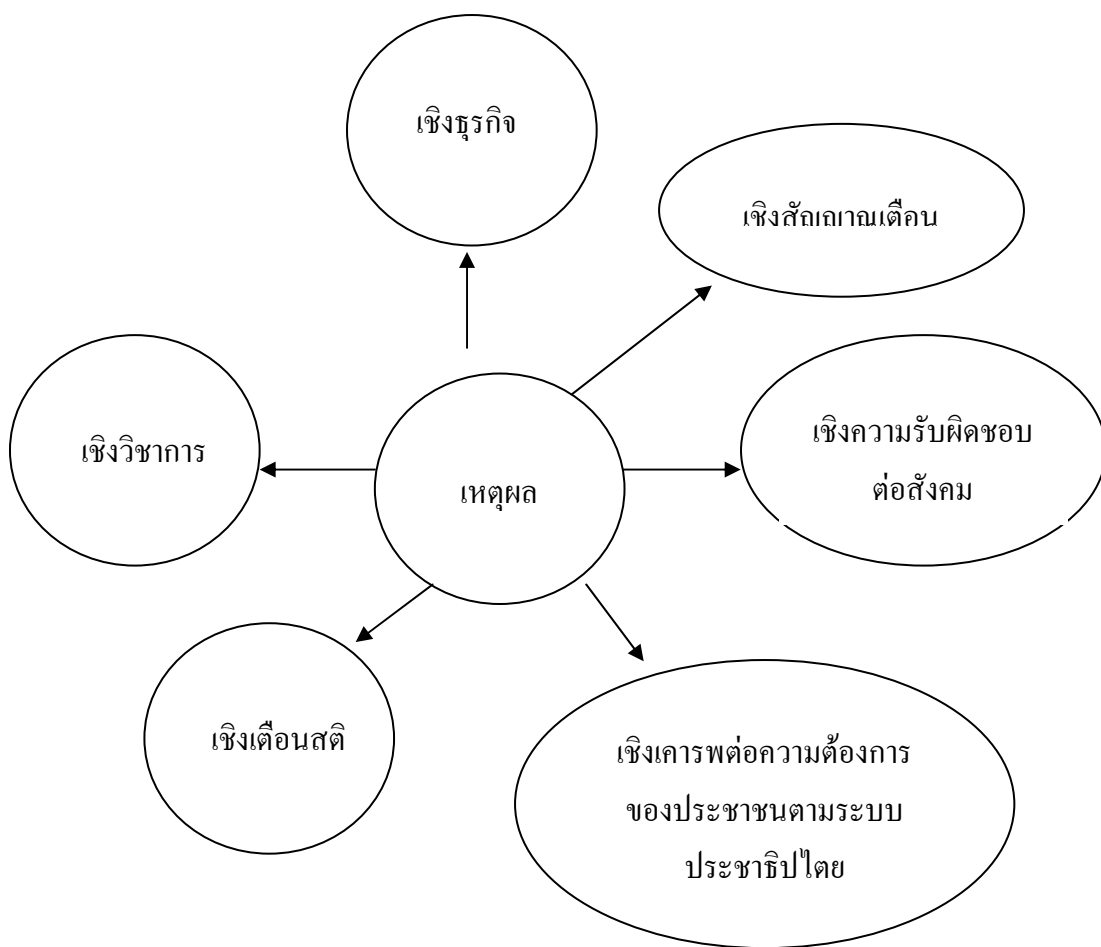 เชิงธุรกิจ
เชิงสัญญาณเตือน
เชิงความรับผิดชอบ
ต่อสังคม
เชิงวิชาการ
เหตุผล
เชิงเตือนสติ
เชิงเคารพต่อความต้องการ
ของประชาชนตามระบบ
ประชาธิปไตย